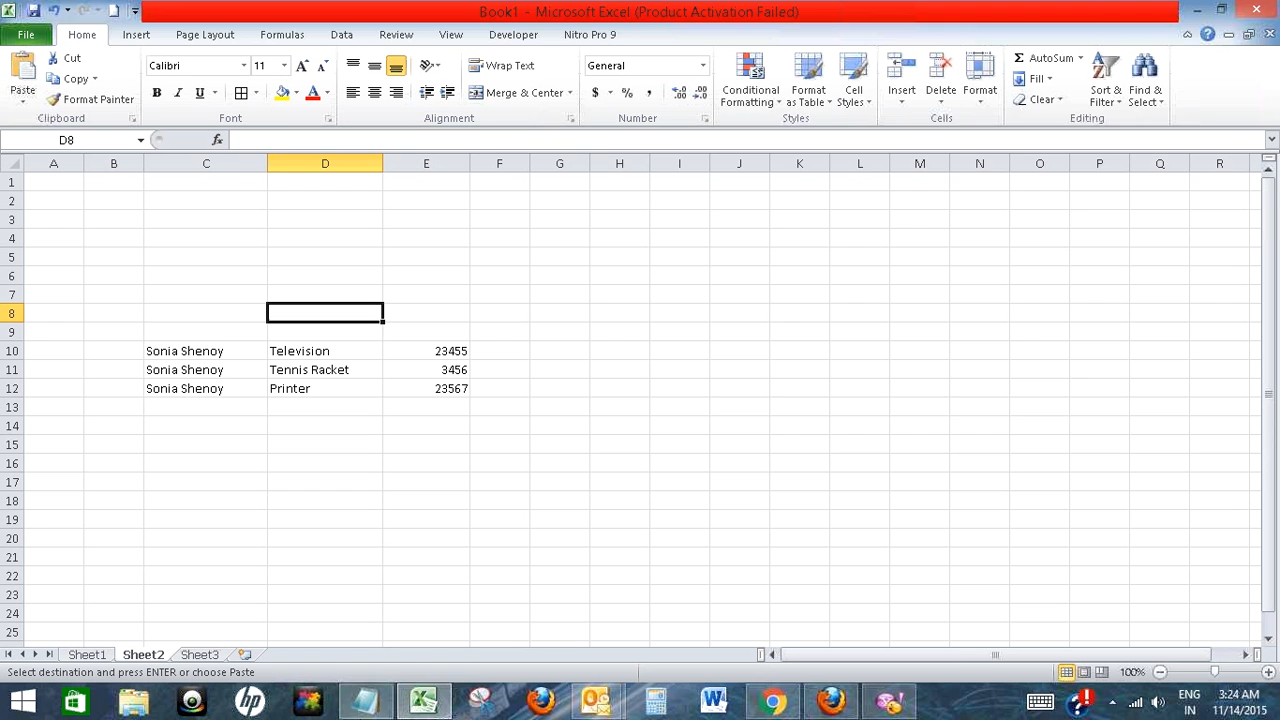 Book1 - Microsoft Excel (Product Activation Failed)
File Home Insert Page Layout Formulas Data Review View Developer Nitro Pro 9
Paste Cut Copy Format Painter Clipboard
Calibri 11 B I U A Font
Wrap Text Merge & Center Alignment
General $ % , Number
Conditional Formatting Format as Table Cell Styles Styles
Insert Delete Format Cells
Σ AutoSum Fill Clear Sort & Filter Find & Select Editing
D8 fx
A B C D E F G H I J K L M N O P Q R
1
2
3
4
5
6
7
8
9
10 Sonia Shenoy Television 23455
11 Sonia Shenoy Tennis Racket 3456
12 Sonia Shenoy Printer 23567
13
14
15
16
17
18
19
20
21
22
23
24
25
Sheet1 Sheet2 Sheet3
Select destination and press ENTER or choose Paste 100%
ENG 3:24 AM
IN 11/14/2015